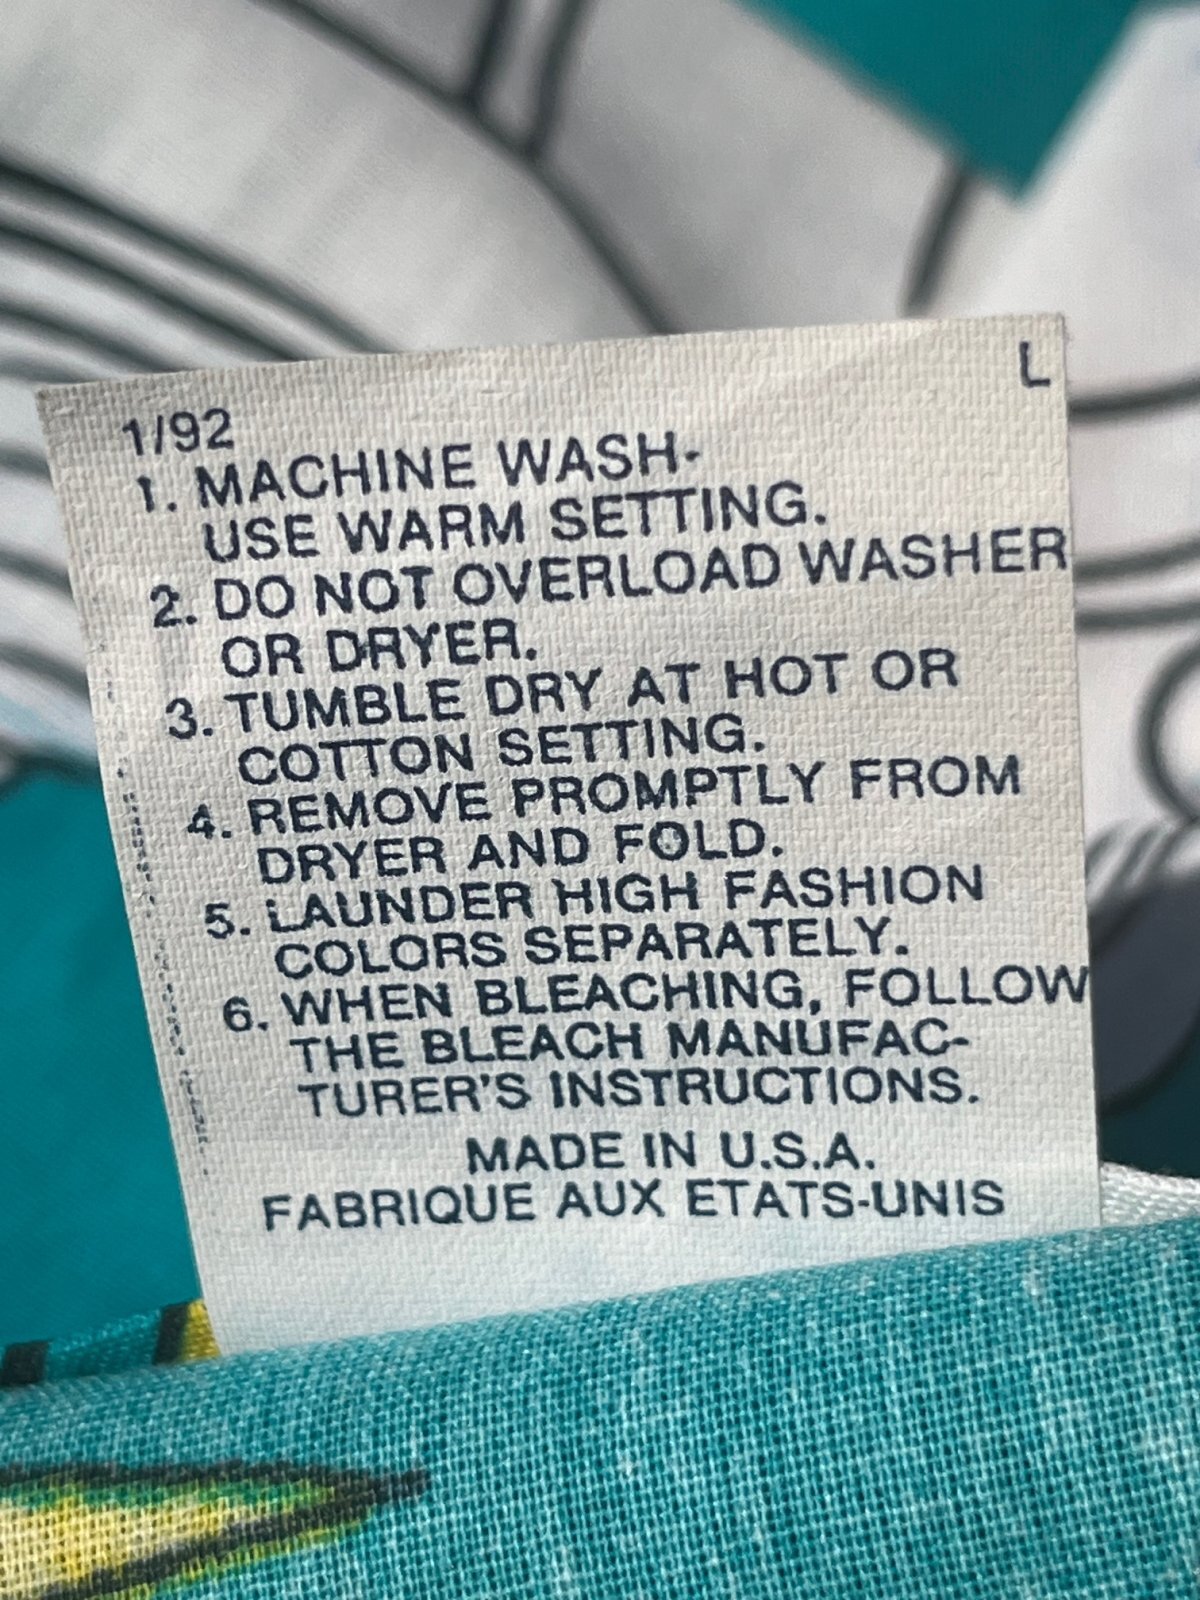 L
1/92
1. MACHINE WASH-
USE WARM SETTING.
2. DO NOT OVERLOAD WASHER
OR DRYER.
3. TUMBLE DRY AT HOT OR
COTTON SETTING.
4. REMOVE PROMPTLY FROM
DRYER AND FOLD.
5. LAUNDER HIGH FASHION
COLORS SEPARATELY.
6. WHEN BLEACHING, FOLLOW
THE BLEACH MANUFAC-
TURER'S INSTRUCTIONS.
MADE IN U.S.A.
FABRIQUE AUX ETATS-UNIS